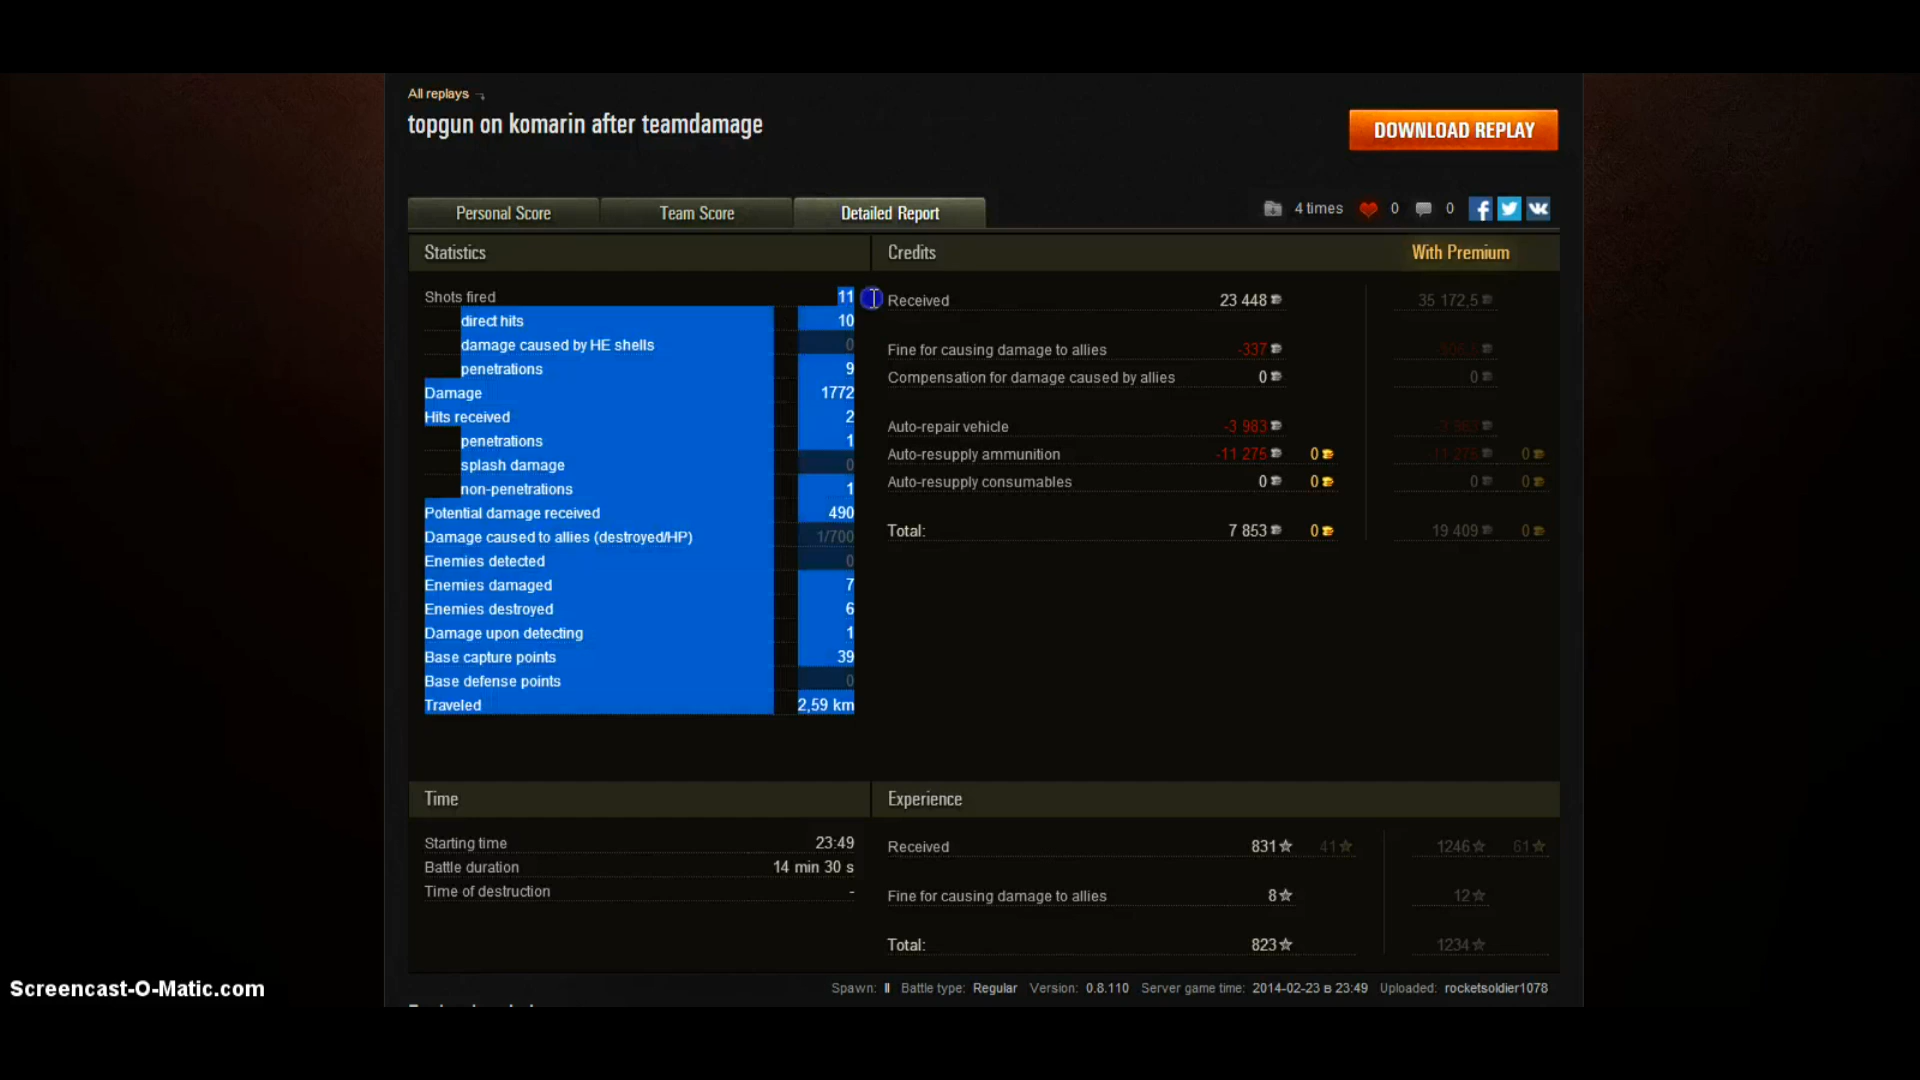 All replays
topgun on komarin after teamdamage
DOWNLOAD REPLAY
Personal Score Team Score Detailed Report 4 times 0 0
Statistics
Shots fired 11
direct hits 10
damage caused by HE shells 0
penetrations 9
Damage 1772
Hits received 2
penetrations 1
splash damage 0
non-penetrations 1
Potential damage received 490
Damage caused to allies (destroyed/HP) 1/700
Enemies detected 0
Enemies damaged 7
Enemies destroyed 6
Damage upon detecting 1
Base capture points 39
Base defense points 0
Traveled 2,59 km
Credits With Premium
Received 23 448 35 172,5
Fine for causing damage to allies -337
Compensation for damage caused by allies 0 0
Auto-repair vehicle -3 983 -3 983
Auto-resupply ammunition -11 275 0 -11 275 0
Auto-resupply consumables 0 0 0 0
Total: 7 853 0 19 409 0
Time
Starting time 23:49
Battle duration 14 min 30 s
Time of destruction -
Experience
Received 831 41 1246 61
Fine for causing damage to allies 8 12
Total: 823 1234
Spawn: II Battle type: Regular Version: 0.8.110 Server game time: 2014-02-23 в 23:49 Uploaded: rocketsoldier1078
Screencast-O-Matic.com